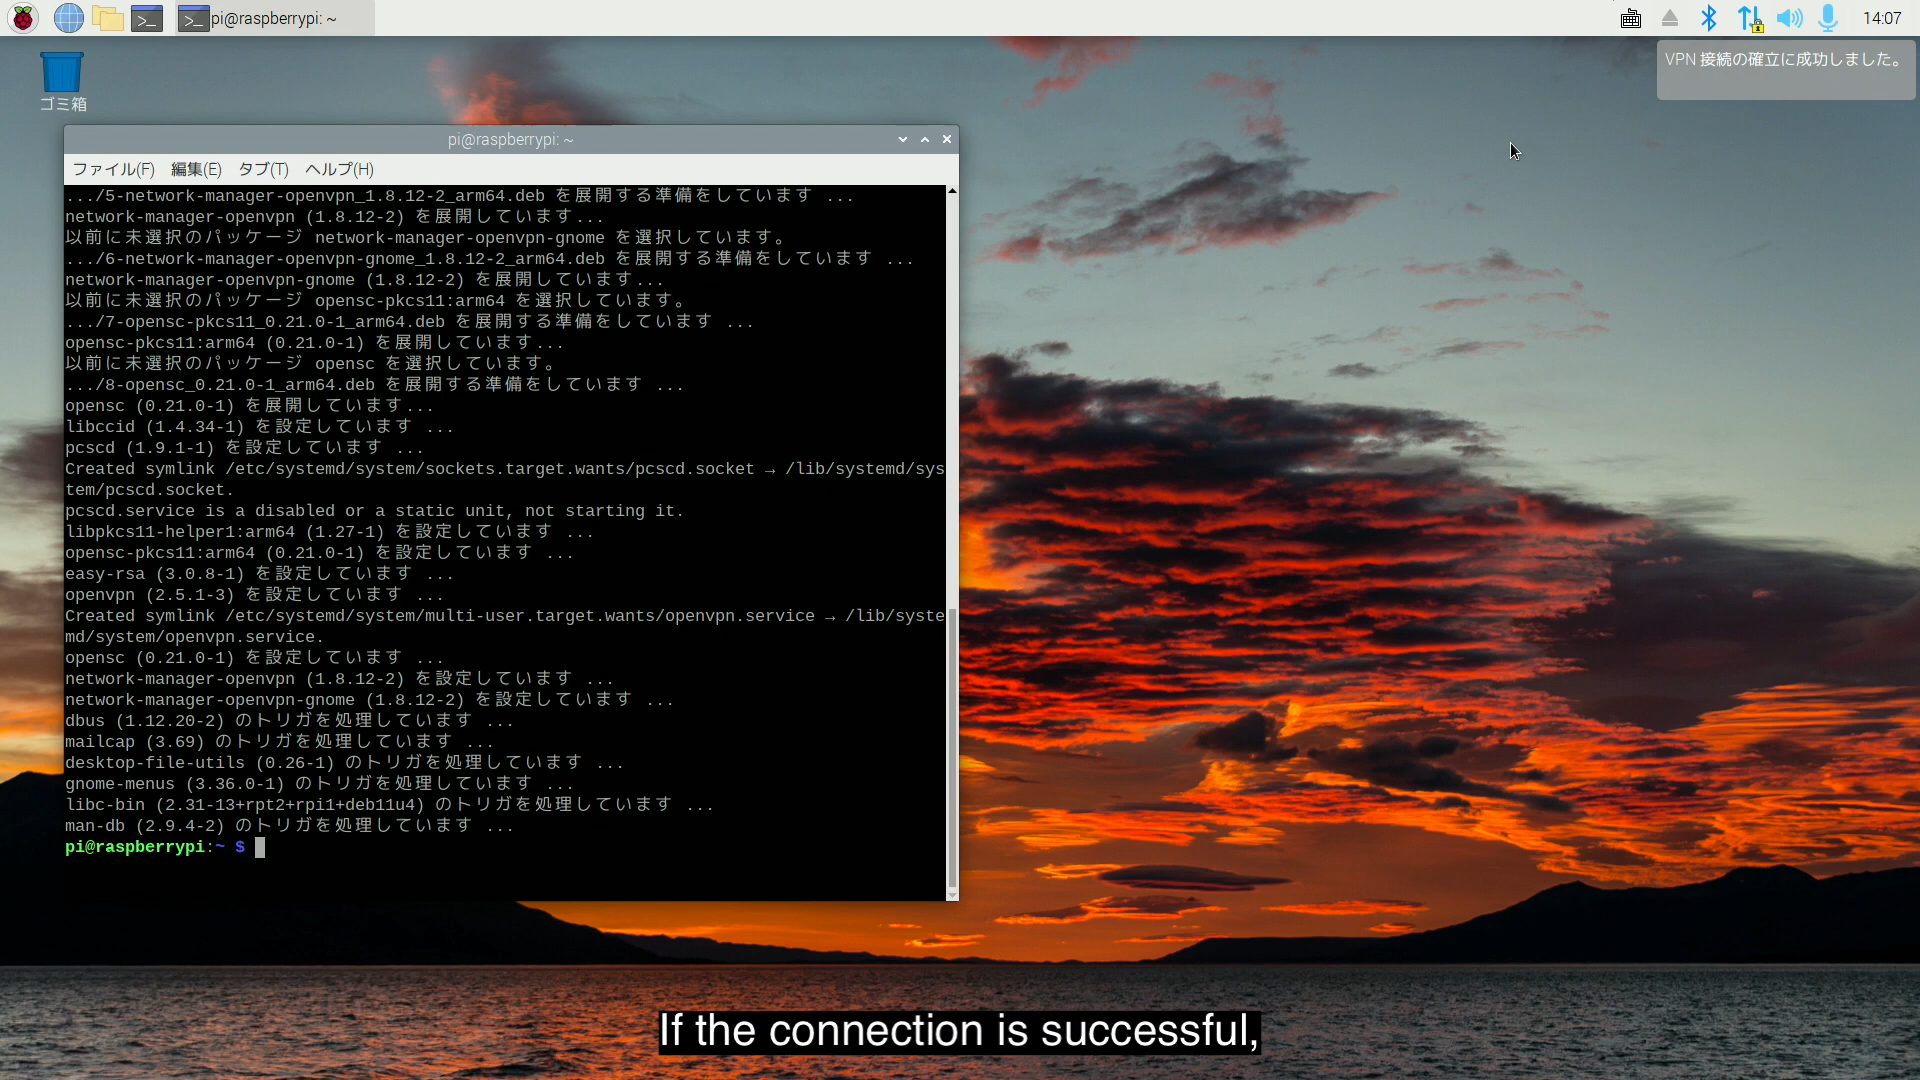 pi@raspberrypi: ~
14:07
VPN 接続の確立に成功しました。
ゴミ箱
pi@raspberrypi: ~
ファイル(F) 編集(E) タブ(T) ヘルプ(H)
.../5-network-manager-openvpn_1.8.12-2_arm64.deb を展開する準備をしています ...
network-manager-openvpn (1.8.12-2) を展開しています...
以前に未選択のパッケージ network-manager-openvpn-gnome を選択しています。
.../6-network-manager-openvpn-gnome_1.8.12-2_arm64.deb を展開する準備をしています ...
network-manager-openvpn-gnome (1.8.12-2) を展開しています...
以前に未選択のパッケージ opensc-pkcs11:arm64 を選択しています。
.../7-opensc-pkcs11_0.21.0-1_arm64.deb を展開する準備をしています ...
opensc-pkcs11:arm64 (0.21.0-1) を展開しています...
以前に未選択のパッケージ opensc を選択しています。
.../8-opensc_0.21.0-1_arm64.deb を展開する準備をしています ...
opensc (0.21.0-1) を展開しています...
libccid (1.4.34-1) を設定しています ...
pcscd (1.9.1-1) を設定しています ...
Created symlink /etc/systemd/system/sockets.target.wants/pcscd.socket → /lib/systemd/sys
tem/pcscd.socket.
pcscd.service is a disabled or a static unit, not starting it.
libpkcs11-helper1:arm64 (1.27-1) を設定しています ...
opensc-pkcs11:arm64 (0.21.0-1) を設定しています ...
easy-rsa (3.0.8-1) を設定しています ...
openvpn (2.5.1-3) を設定しています ...
Created symlink /etc/systemd/system/multi-user.target.wants/openvpn.service → /lib/syste
md/system/openvpn.service.
opensc (0.21.0-1) を設定しています ...
network-manager-openvpn (1.8.12-2) を設定しています ...
network-manager-openvpn-gnome (1.8.12-2) を設定しています ...
dbus (1.12.20-2) のトリガを処理しています ...
mailcap (3.69) のトリガを処理しています ...
desktop-file-utils (0.26-1) のトリガを処理しています ...
gnome-menus (3.36.0-1) のトリガを処理しています ...
libc-bin (2.31-13+rpt2+rpi1+deb11u4) のトリガを処理しています ...
man-db (2.9.4-2) のトリガを処理しています ...
pi@raspberrypi:~ $
If the connection is successful,